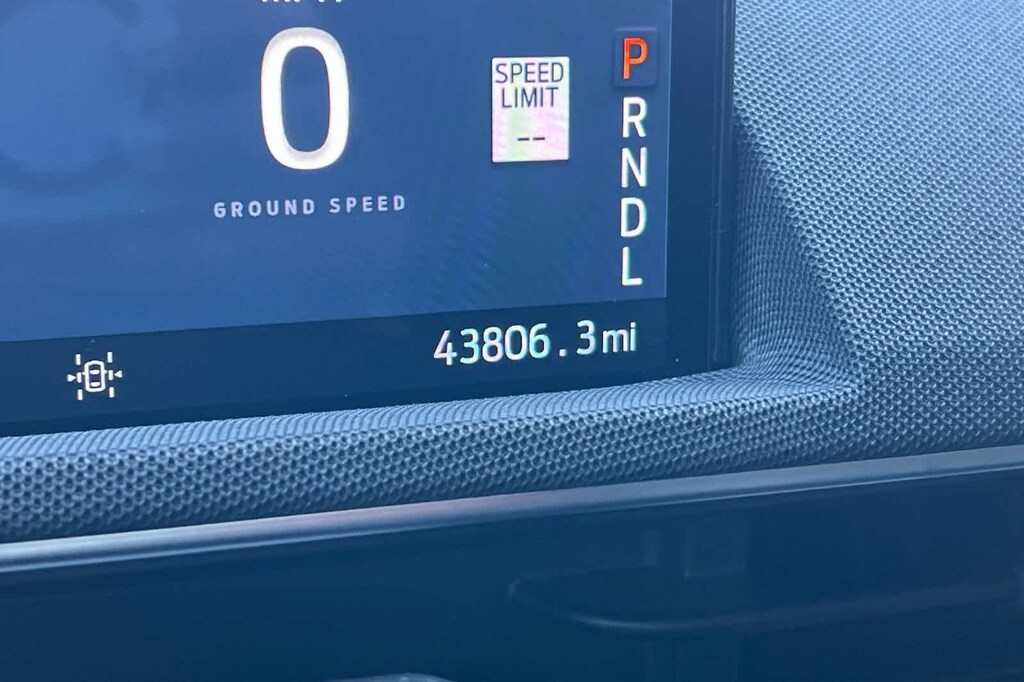 0
GROUND SPEED
SPEED
LIMIT
--
P
R
N
D
L
43806.3mi